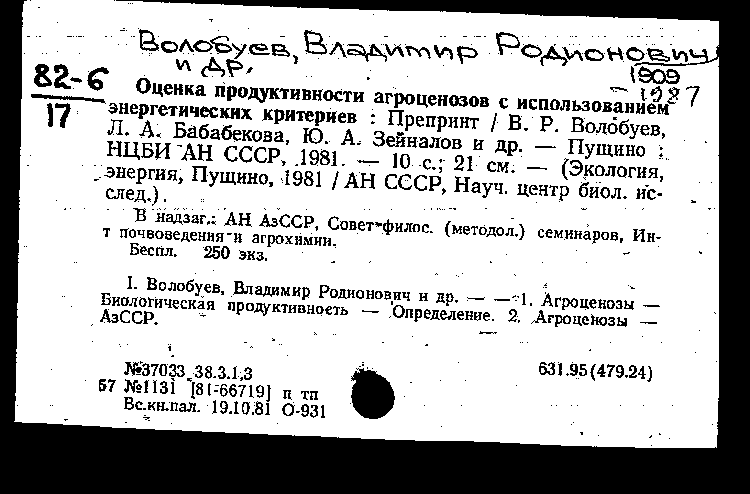 Волобуев, Владимир Родионович
и др.
1909
- 1987
82-6
17
Оценка продуктивности агроценозов с использованием
энергетических критериев : Препринт / В. Р. Волобуев,
Л. А. Бабабекова, Ю. А. Зейналов и др. — Пущино :
НЦБИ АН СССР, 1981. — 10 с.; 21 см. — (Экология,
энергия, Пущино, 1981 / АН СССР, Науч. центр биол. ис-
след.).
В надзаг.: АН АзССР, Совет филос. (методол.) семинаров, Ин-
т почвоведения и агрохимии.
Беспл. 250 экз.
I. Волобуев, Владимир Родионович и др. — — 1. Агроценозы —
Биологическая продуктивность — Определение. 2. Агроценозы —
АзССР.
№37033 38.3.1,3
631.95(479.24)
57 №1131 [81-66719] п тп
Вс.кн.пал. 19.10.81 О-931